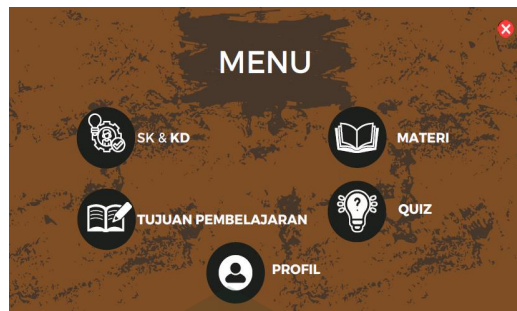 MENU
SK & KD
MATERI
TUJUAN PEMBELAJARAN
QUIZ
PROFIL